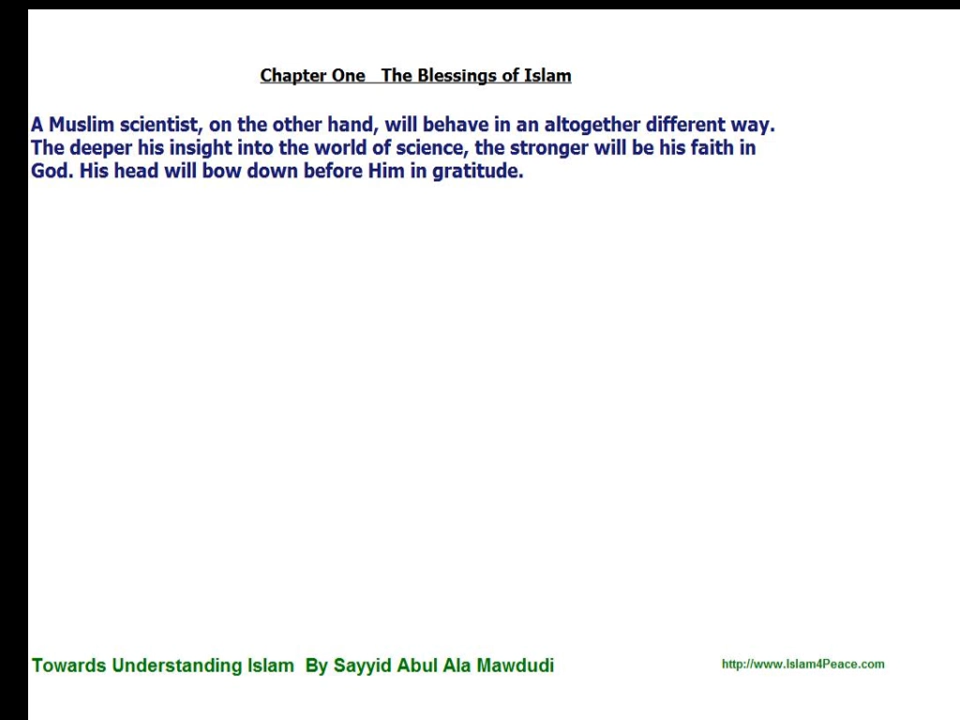 Chapter One   The Blessings of Islam
A Muslim scientist, on the other hand, will behave in an altogether different way.
The deeper his insight into the world of science, the stronger will be his faith in
God. His head will bow down before Him in gratitude.
Towards Understanding Islam  By Sayyid Abul Ala Mawdudi
http://www.Islam4Peace.com